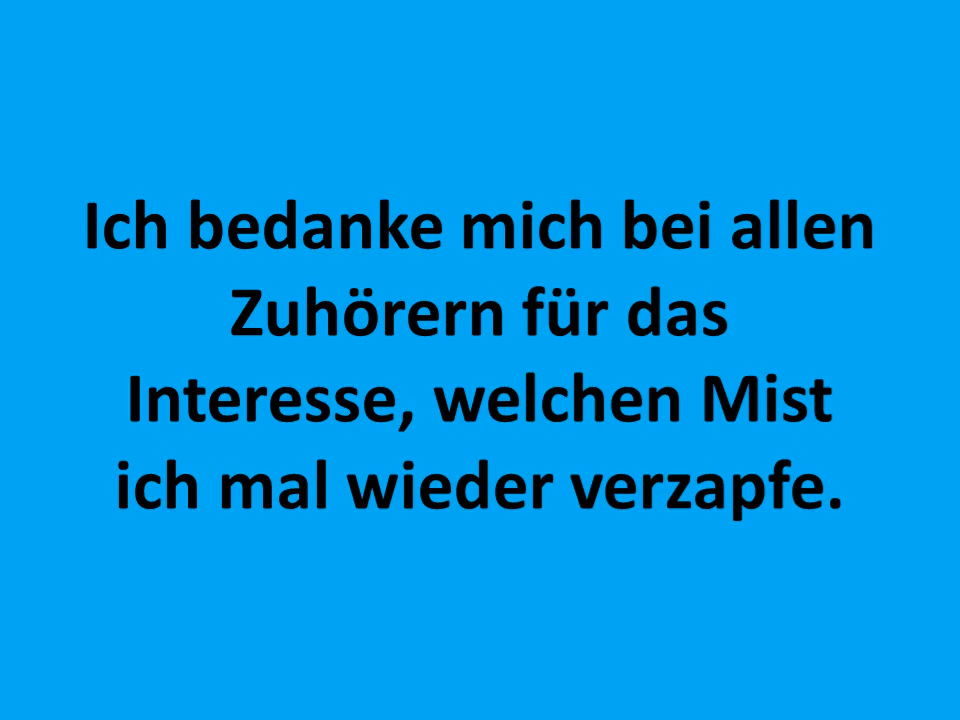 Ich bedanke mich bei allen
Zuhörern für das
Interesse, welchen Mist
ich mal wieder verzapfe.